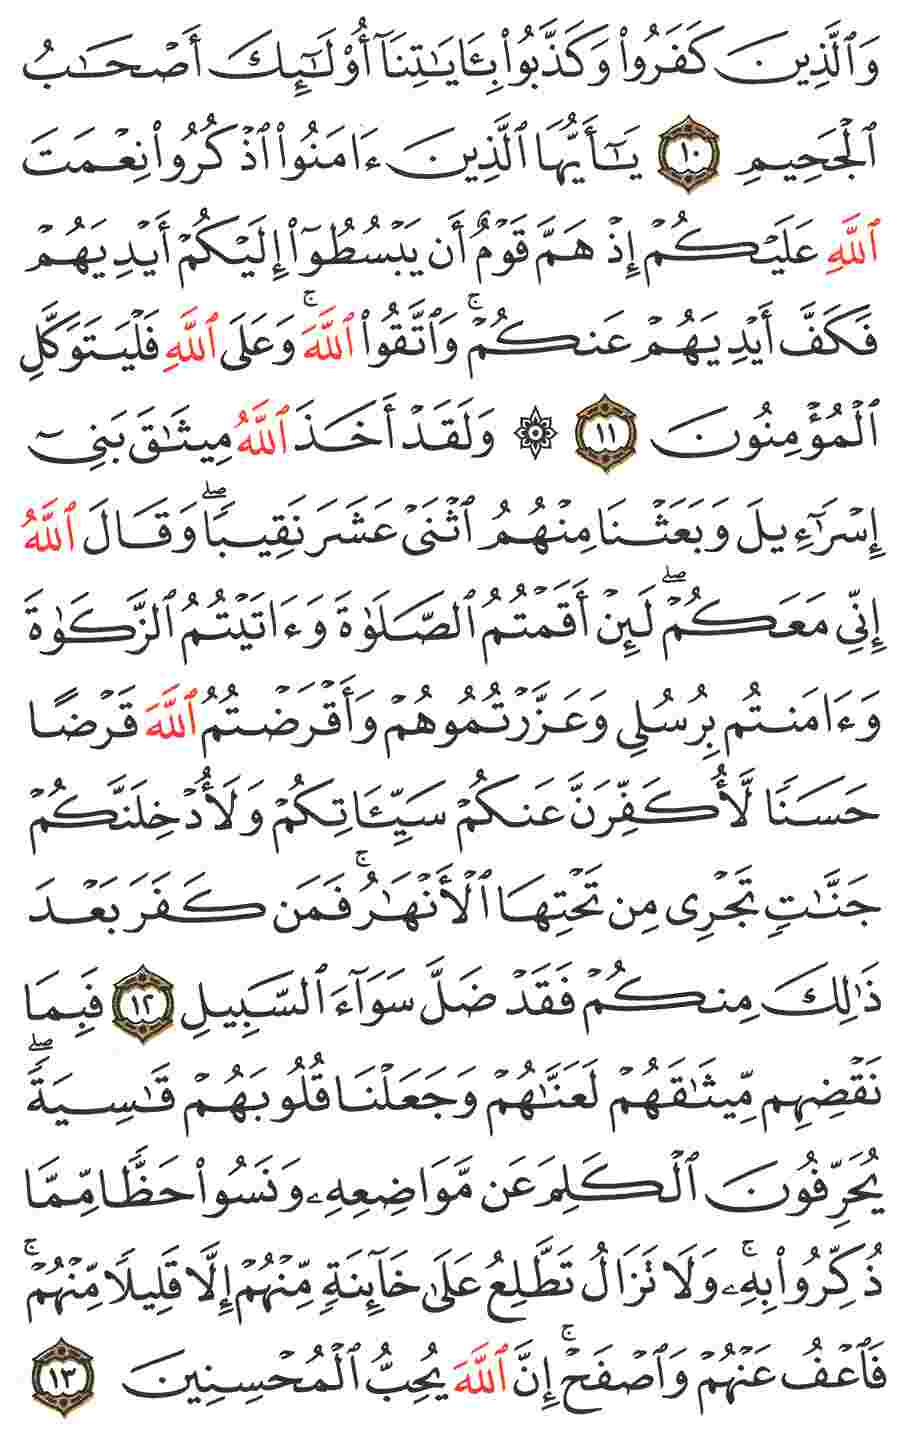 وَٱلَّذِينَ كَفَرُوا۟ وَكَذَّبُوا۟ بِـَٔايَـٰتِنَآ أُو۟لَـٰٓئِكَ أَصْحَـٰبُ
ٱلْجَحِيمِ ١٠ يَـٰٓأَيُّهَا ٱلَّذِينَ ءَامَنُوا۟ ٱذْكُرُوا۟ نِعْمَتَ
ٱللَّهِ عَلَيْكُمْ إِذْ هَمَّ قَوْمٌ أَن يَبْسُطُوٓا۟ إِلَيْكُمْ أَيْدِيَهُمْ
فَكَفَّ أَيْدِيَهُمْ عَنكُمْ ۚ وَٱتَّقُوا۟ ٱللَّهَ ۚ وَعَلَى ٱللَّهِ فَلْيَتَوَكَّلِ
ٱلْمُؤْمِنُونَ ١١ ۞ وَلَقَدْ أَخَذَ ٱللَّهُ مِيثَـٰقَ بَنِىٓ
إِسْرَٰٓءِيلَ وَبَعَثْنَا مِنْهُمُ ٱثْنَىْ عَشَرَ نَقِيبًا ۖ وَقَالَ ٱللَّهُ
إِنِّى مَعَكُمْ ۖ لَئِنْ أَقَمْتُمُ ٱلصَّلَوٰةَ وَءَاتَيْتُمُ ٱلزَّكَوٰةَ
وَءَامَنتُم بِرُسُلِى وَعَزَّرْتُمُوهُمْ وَأَقْرَضْتُمُ ٱللَّهَ قَرْضًا
حَسَنًا لَّأُكَفِّرَنَّ عَنكُمْ سَيِّـَٔاتِكُمْ وَلَأُدْخِلَنَّكُمْ
جَنَّـٰتٍ تَجْرِى مِن تَحْتِهَا ٱلْأَنْهَـٰرُ ۚ فَمَن كَفَرَ بَعْدَ
ذَٰلِكَ مِنكُمْ فَقَدْ ضَلَّ سَوَآءَ ٱلسَّبِيلِ ١٢ فَبِمَا
نَقْضِهِم مِّيثَـٰقَهُمْ لَعَنَّـٰهُمْ وَجَعَلْنَا قُلُوبَهُمْ قَـٰسِيَةً ۖ
يُحَرِّفُونَ ٱلْكَلِمَ عَن مَّوَاضِعِهِۦ وَنَسُوا۟ حَظًّا مِّمَّا
ذُكِّرُوا۟ بِهِۦ ۚ وَلَا تَزَالُ تَطَّلِعُ عَلَىٰ خَآئِنَةٍ مِّنْهُمْ إِلَّا قَلِيلًا مِّنْهُمْ ۖ
فَٱعْفُ عَنْهُمْ وَٱصْفَحْ ۚ إِنَّ ٱللَّهَ يُحِبُّ ٱلْمُحْسِنِينَ ١٣